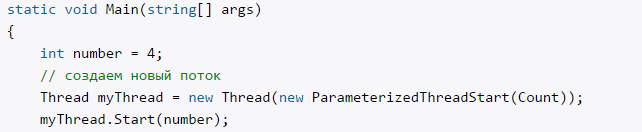 static void Main(string[] args)
{
    int number = 4;
    // создаем новый поток
    Thread myThread = new Thread(new ParameterizedThreadStart(Count));
    myThread.Start(number);